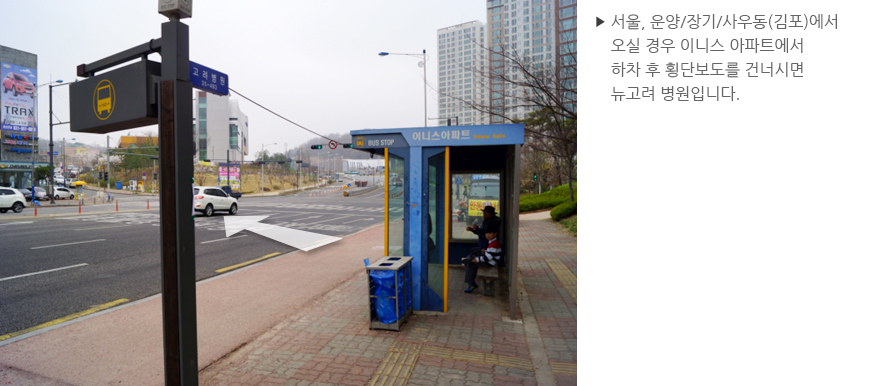 ▶ 서울, 운양/장기/사우동(김포)에서
오실 경우 이니스 아파트에서
하차 후 횡단보도를 건너시면
뉴고려 병원입니다.
고려병원
BUS STOP 이니스아파트
TRAX